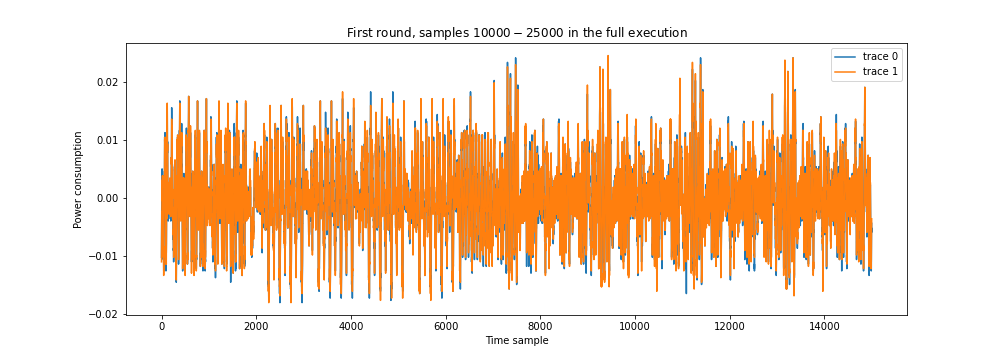 First round, samples 10000 − 25000 in the full execution
trace 0
trace 1
Power consumption
0.02
0.01
0.00
−0.01
−0.02
0 2000 4000 6000 8000 10000 12000 14000
Time sample